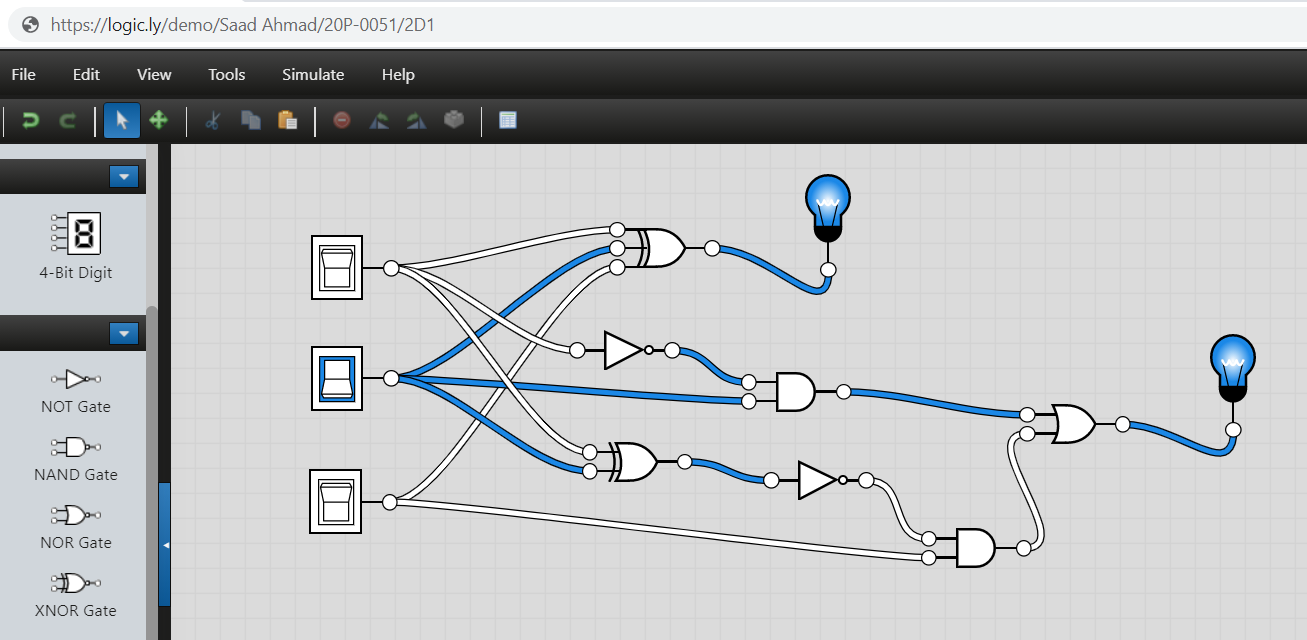 https://logic.ly/demo/Saad Ahmad/20P-0051/2D1
File Edit View Tools Simulate Help
4-Bit Digit
NOT Gate
NAND Gate
NOR Gate
XNOR Gate